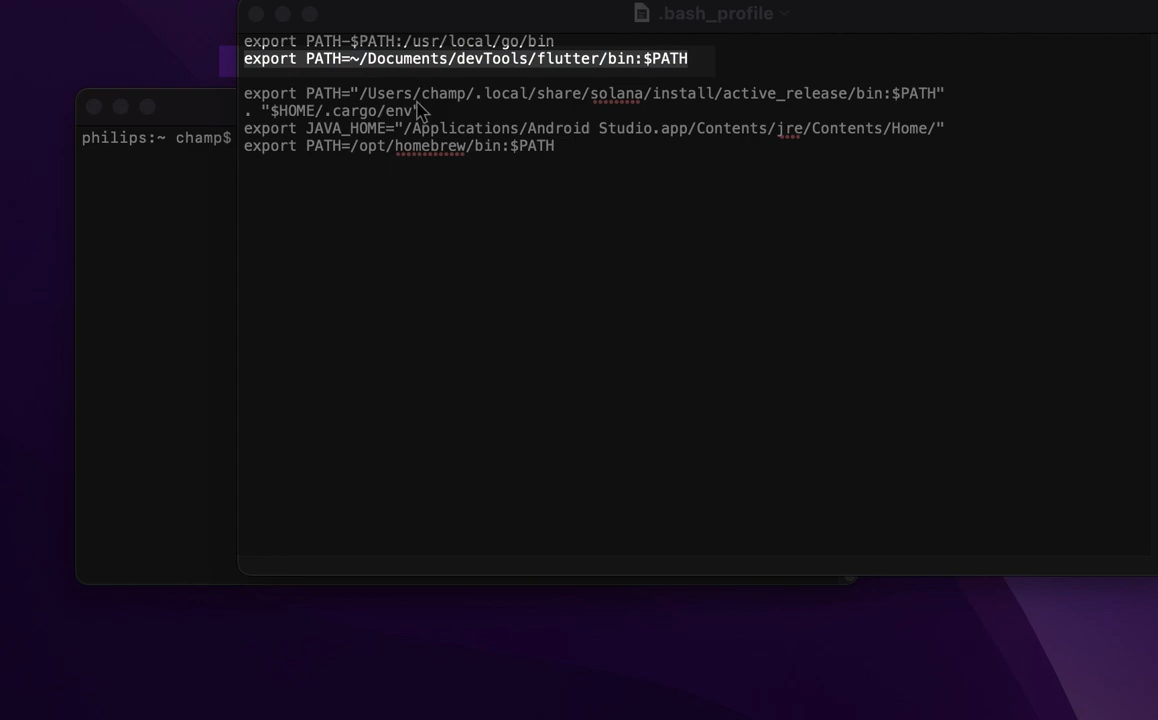 .bash_profile
export PATH=$PATH:/usr/local/go/bin
export PATH=~/Documents/devTools/flutter/bin:$PATH
export PATH="/Users/champ/.local/share/solana/install/active_release/bin:$PATH"
. "$HOME/.cargo/env"
export JAVA_HOME="/Applications/Android Studio.app/Contents/jre/Contents/Home/"
export PATH=/opt/homebrew/bin:$PATH
philips:~ champ$